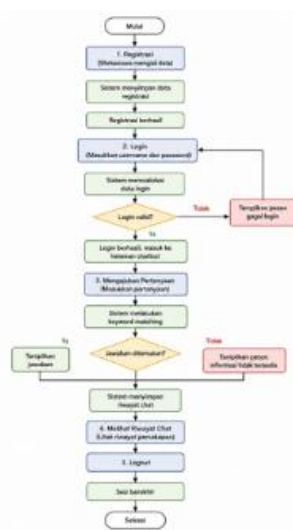 Mulai
1. Registrasi
(Mahasiswa mengisi data)
Sistem menyimpan data
registrasi
Registrasi berhasil
2. Login
(Masukkan username dan password)
Sistem memvalidasi
data login
Login valid?
Tidak
Tampilkan pesan
gagal login
Ya
Login berhasil, masuk ke
halaman chatbot
3. Mengajukan Pertanyaan
(Masukkan pertanyaan)
Sistem melakukan
keyword matching
Jawaban ditemukan?
Ya
Tidak
Tampilkan
jawaban
Tampilkan pesan
informasi tidak tersedia
Sistem menyimpan
riwayat chat
4. Melihat Riwayat Chat
(Lihat riwayat percakapan)
5. Logout
Sesi berakhir
Selesai